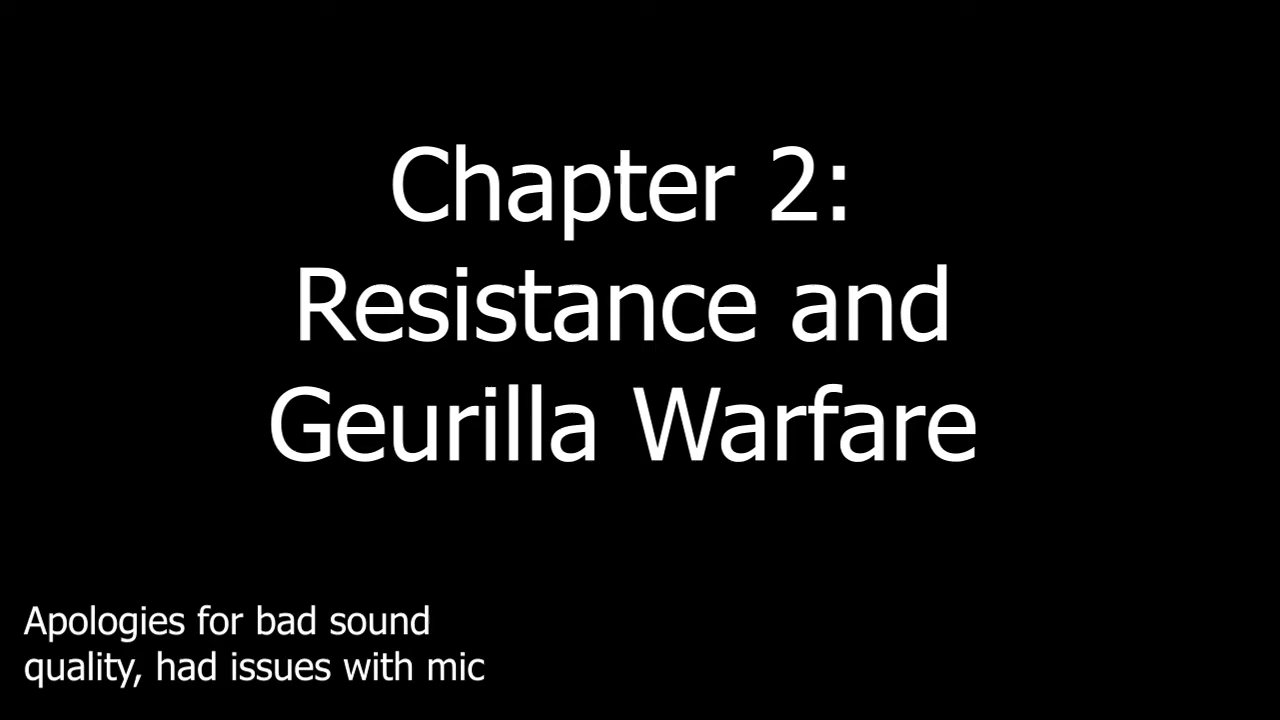 Chapter 2:
Resistance and
Geurilla Warfare
Apologies for bad sound
quality, had issues with mic